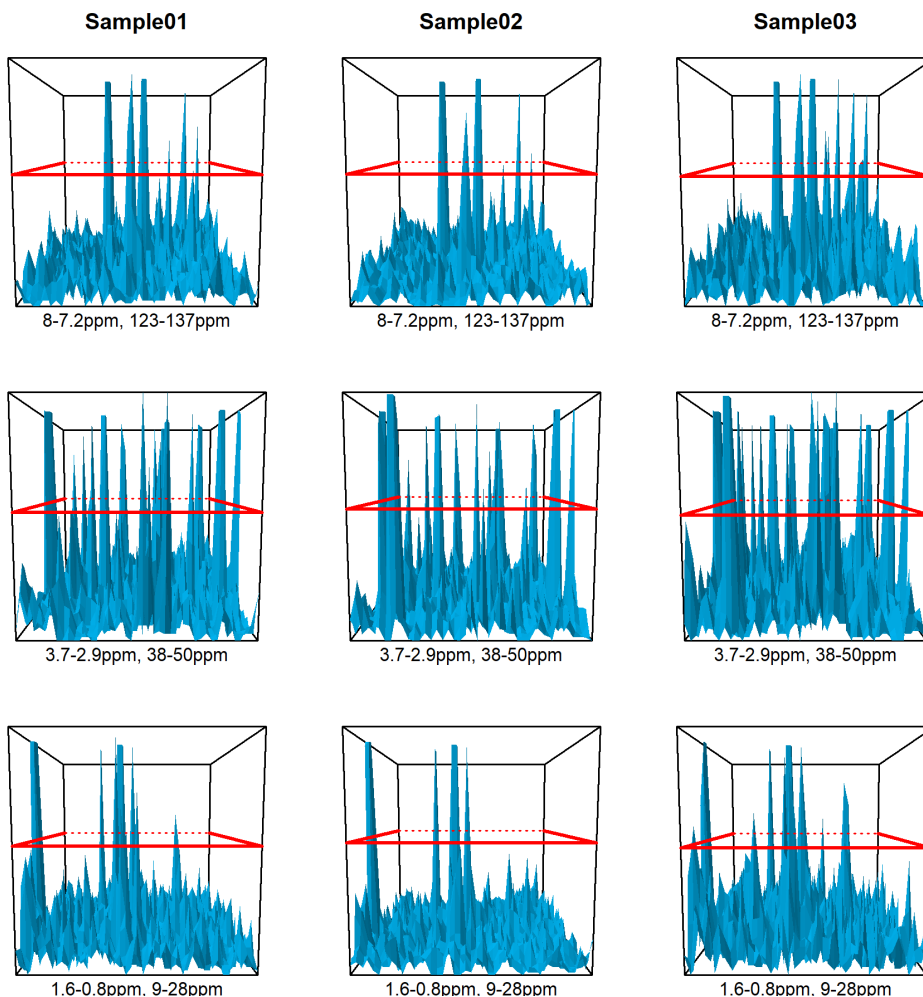 Sample01 Sample02 Sample03
8-7.2ppm, 123-137ppm 8-7.2ppm, 123-137ppm 8-7.2ppm, 123-137ppm
3.7-2.9ppm, 38-50ppm 3.7-2.9ppm, 38-50ppm 3.7-2.9ppm, 38-50ppm
1.6-0.8ppm, 9-28ppm 1.6-0.8ppm, 9-28ppm 1.6-0.8ppm, 9-28ppm